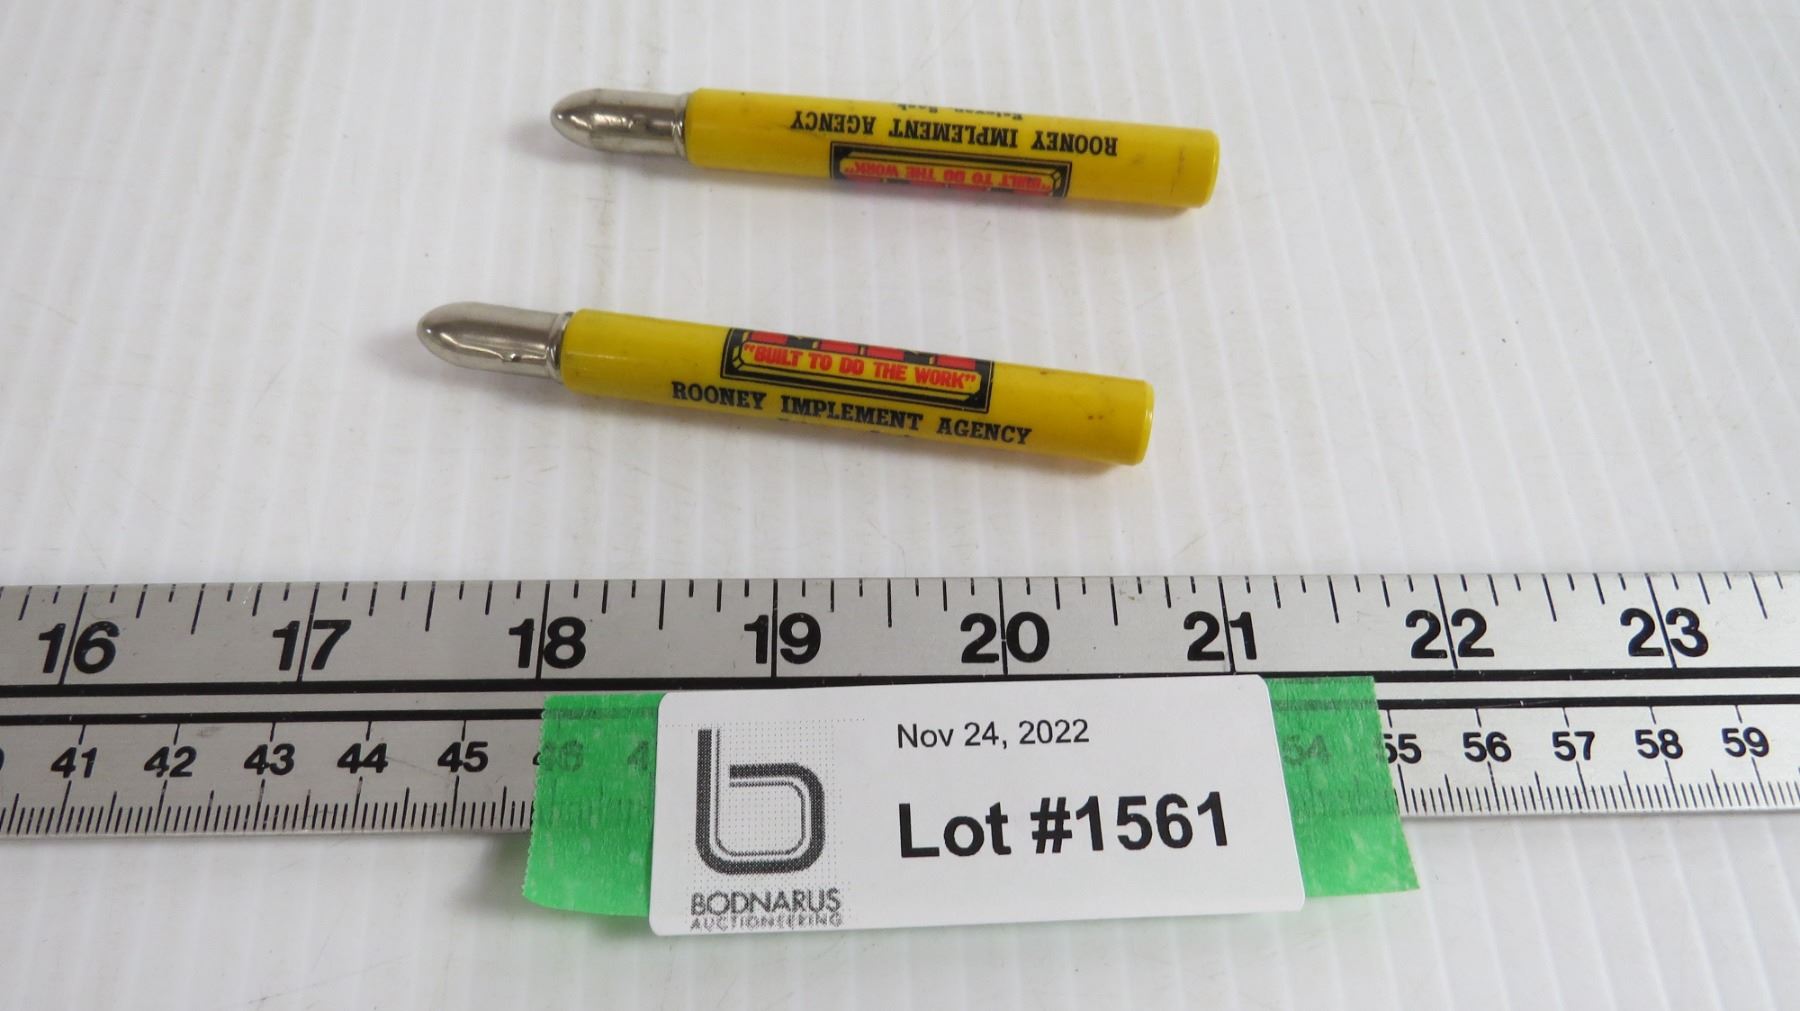 ROONEY IMPLEMENT AGENCY
"BUILT TO DO THE WORK"
"BUILT TO DO THE WORK"
ROONEY IMPLEMENT AGENCY
16 17 18 19 20 21 22 23
41 42 43 44 45 46 54 55 56 57 58 59
Nov 24, 2022
Lot #1561
b
BODNARUS
AUCTIONEERING